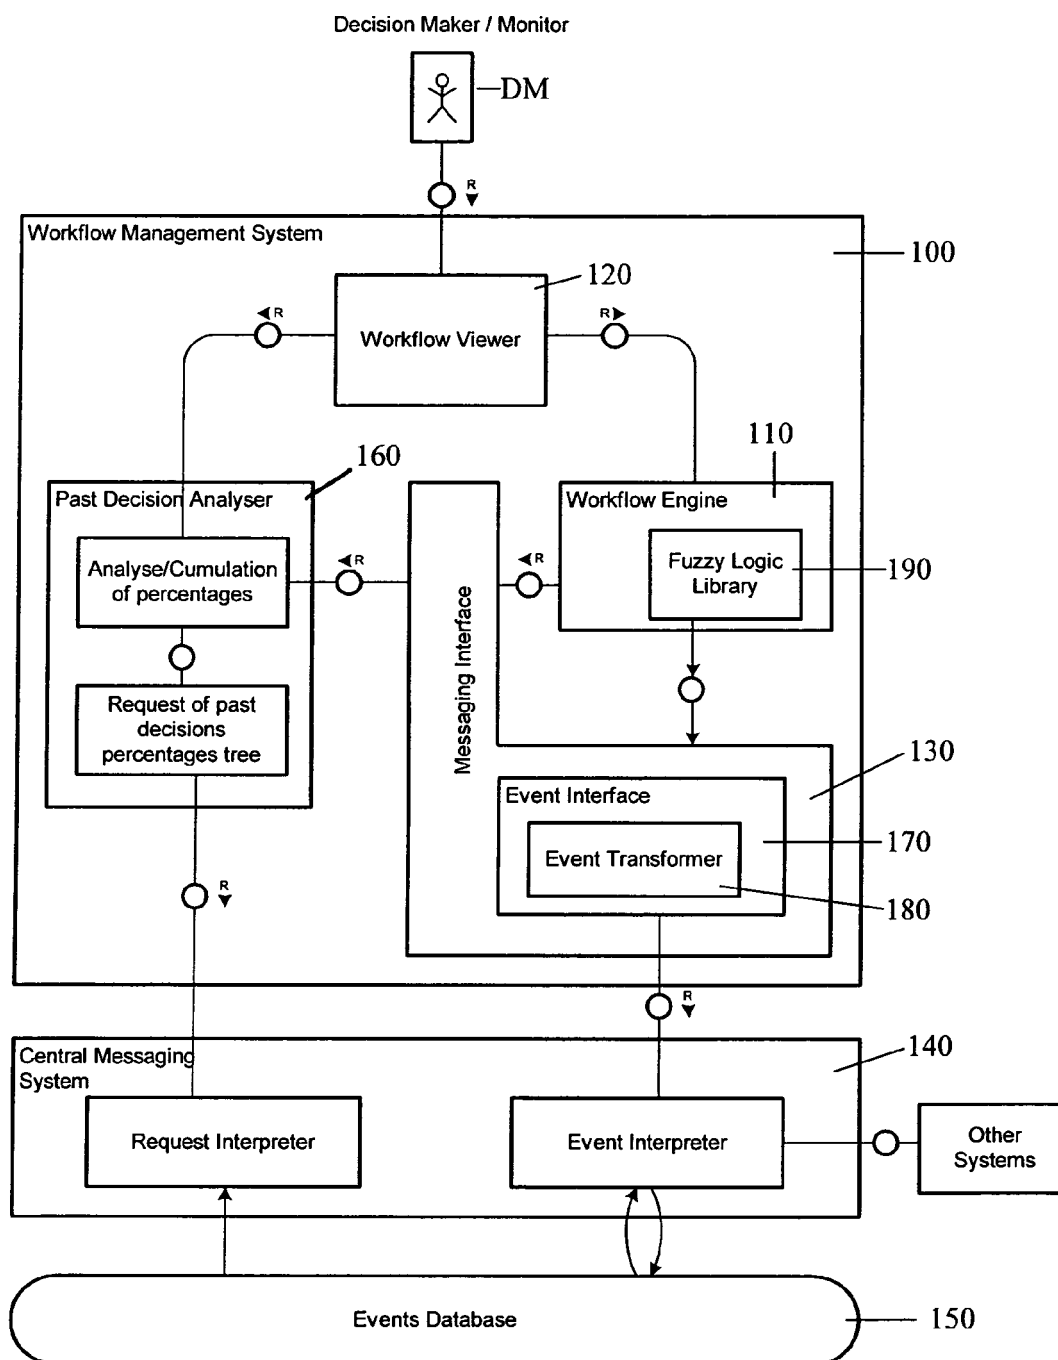 Decision Maker / Monitor
DM
R
Workflow Management System
100
120
R
R
Workflow Viewer
110
160
Past Decision Analyser
Workflow Engine
Analyse/Cumulation
of percentages
R
R
Fuzzy Logic
Library
190
Messaging Interface
Request of past
decisions
percentages tree
130
Event Interface
170
Event Transformer
180
R
R
Central Messaging
System
140
Request Interpreter
Event Interpreter
Other
Systems
Events Database
150